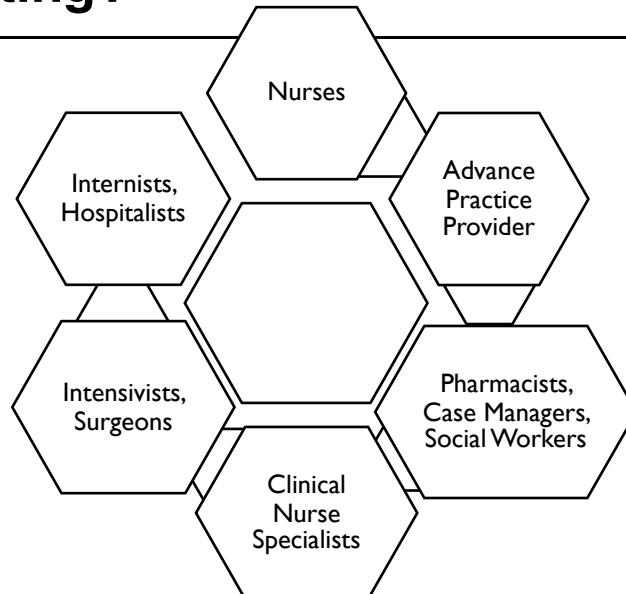 Nurses
Advance
Practice
Provider
Internists,
Hospitalists
Intensivists,
Surgeons
Pharmacists,
Case Managers,
Social Workers
Clinical
Nurse
Specialists